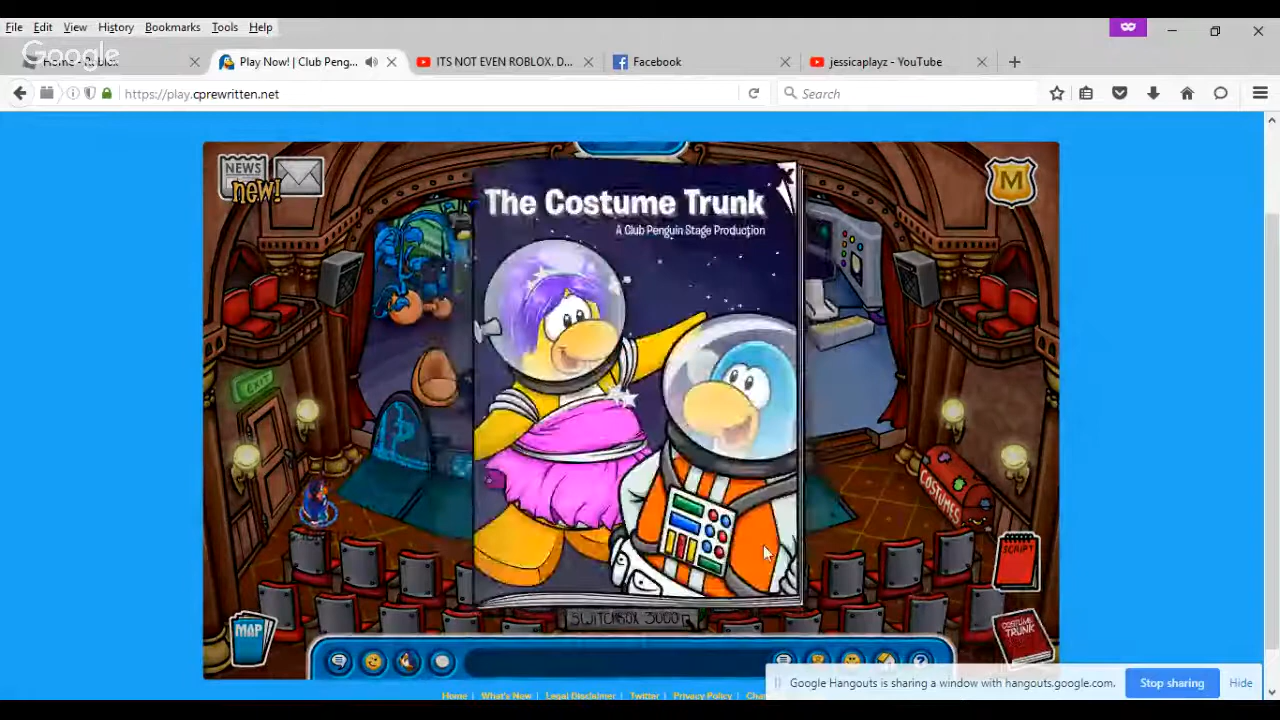 File Edit View History Bookmarks Tools Help
Google
Play Now! | Club Peng...
ITS NOT EVEN ROBLOX. D...
Facebook
jessicaplayz - YouTube
https://play.cprewritten.net
Search
NEWS
new!
M
The Costume Trunk
A Club Penguin Stage Production
EXIT
COSTUMES
SCRIPT
MAP
SWITCHBOX 3000
COSTUME
TRUNK
Home | What's New | Legal Disclaimer | Twitter | Privacy Policy |
Google Hangouts is sharing a window with hangouts.google.com.
Stop sharing
Hide